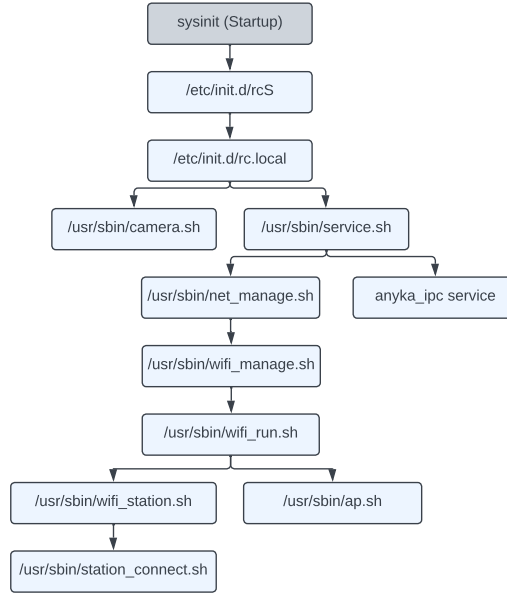 sysinit (Startup)
/etc/init.d/rcS
/etc/init.d/rc.local
/usr/sbin/camera.sh
/usr/sbin/service.sh
/usr/sbin/net_manage.sh
anyka_ipc service
/usr/sbin/wifi_manage.sh
/usr/sbin/wifi_run.sh
/usr/sbin/wifi_station.sh
/usr/sbin/ap.sh
/usr/sbin/station_connect.sh